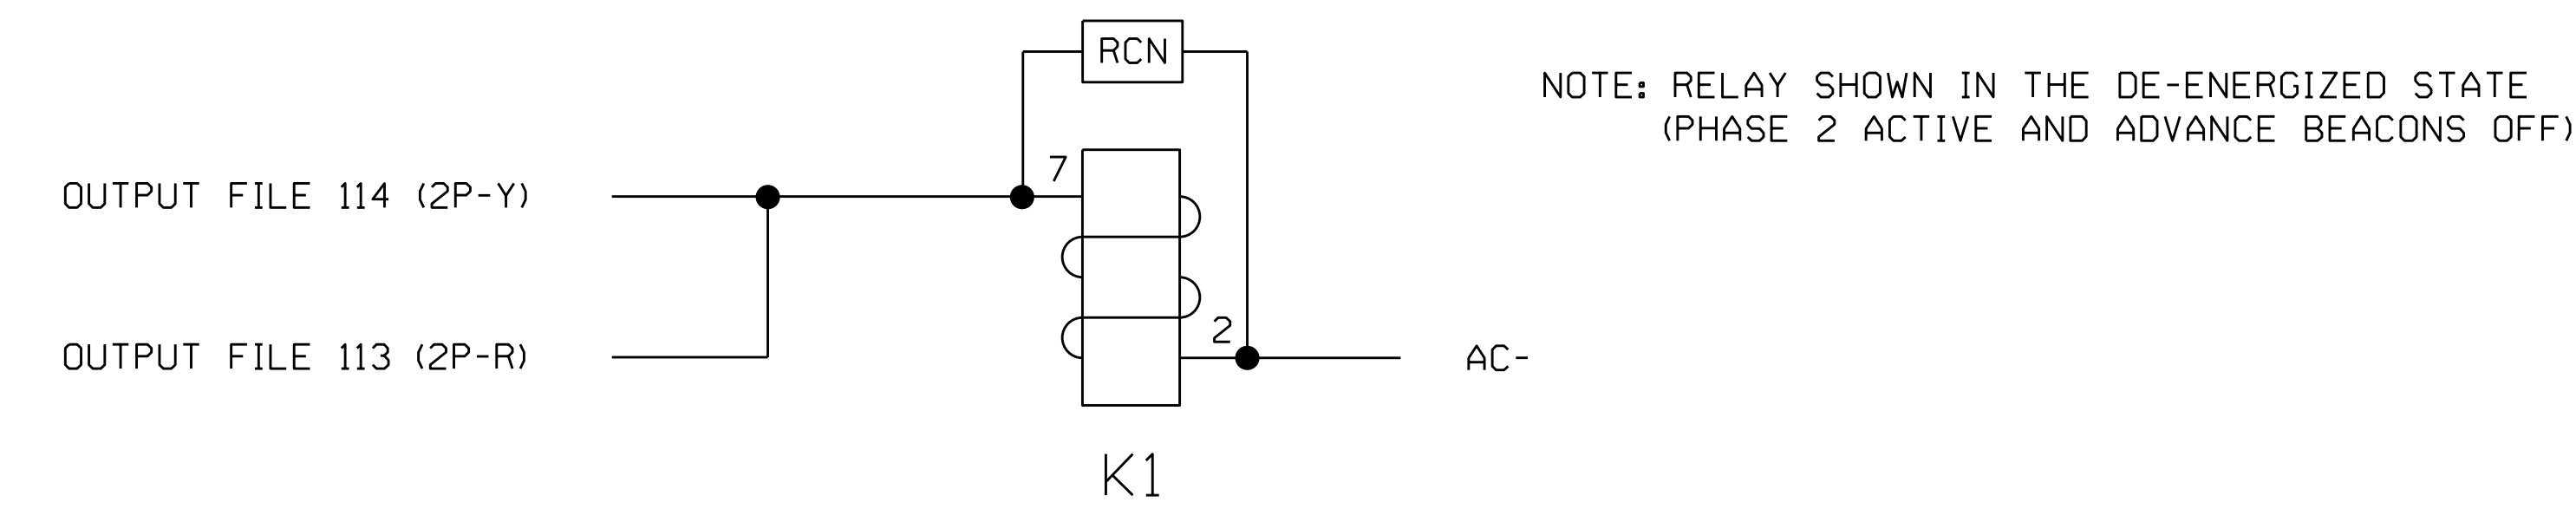 RCN
NOTE: RELAY SHOWN IN THE DE-ENERGIZED STATE
(PHASE 2 ACTIVE AND ADVANCE BEACONS OFF)
7
OUTPUT FILE 114 (2P-Y)
2
OUTPUT FILE 113 (2P-R)
AC-
K1